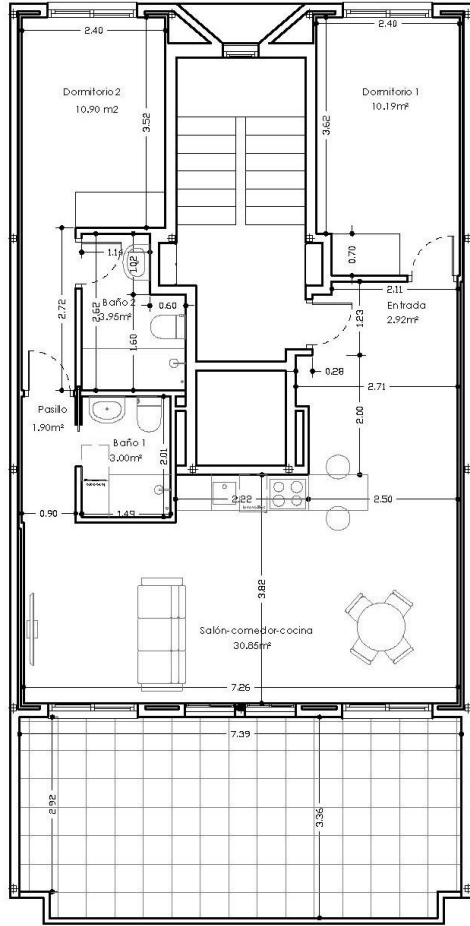 2.40
2.40
Dormitorio 2
10.90 m2
Dormitorio 1
10.19m²
3.52
3.62
1.14
1.02
0.70
2.11
Baño 2
3.95m²
0.60
Entrada
2.92m²
2.72
2.62
1.60
1.23
0.28
2.71
Pasillo
1.90m²
Baño 1
3.00m²
2.01
2.00
0.90
1.49
2.22
2.50
3.82
Salón-comedor-cocina
30.85m²
7.26
7.39
2.92
3.36